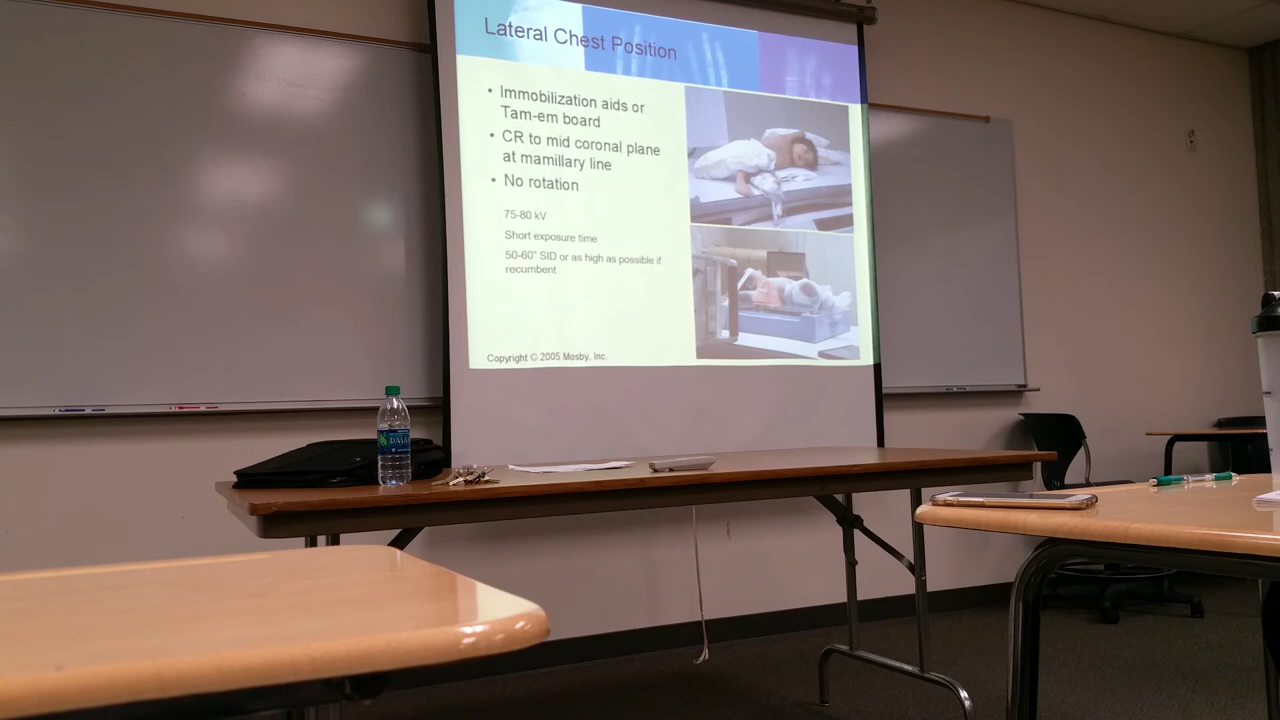 Lateral Chest Position
• Immobilization aids or
Tam-em board
• CR to mid coronal plane
at mamillary line
• No rotation
75-80 kV
Short exposure time
50-60" SID or as high as possible if
recumbent
Copyright © 2005 Mosby, Inc.
DASANI